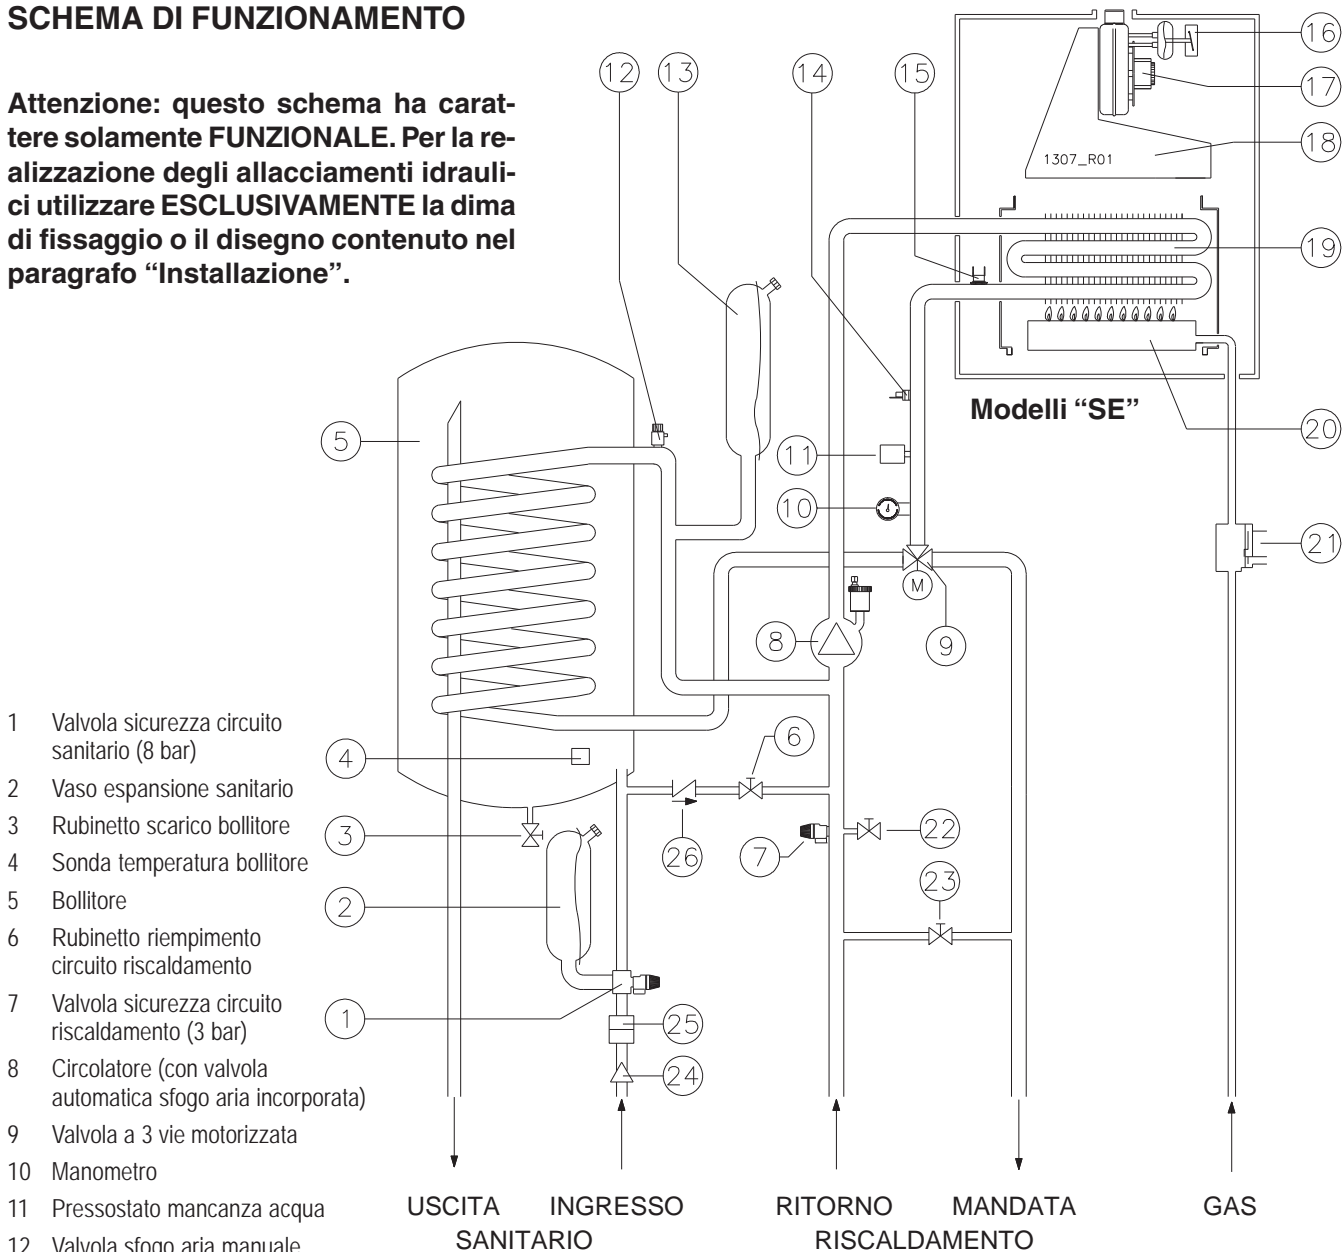 SCHEMA DI FUNZIONAMENTO
Attenzione: questo schema ha carat-
tere solamente FUNZIONALE. Per la re-
alizzazione degli allacciamenti idrauli-
ci utilizzare ESCLUSIVAMENTE la dima
di fissaggio o il disegno contenuto nel
paragrafo “Installazione”.
12
13
14
15
16
17
18
1307_R01
19
Modelli “SE”
20
5
11
10
21
M
8
9
1 Valvola sicurezza circuito
sanitario (8 bar)
2 Vaso espansione sanitario
3 Rubinetto scarico bollitore
4 Sonda temperatura bollitore
5 Bollitore
6 Rubinetto riempimento
circuito riscaldamento
7 Valvola sicurezza circuito
riscaldamento (3 bar)
8 Circolatore (con valvola
automatica sfogo aria incorporata)
9 Valvola a 3 vie motorizzata
10 Manometro
11 Pressostato mancanza acqua
12 Valvola sfogo aria manuale
4
6
3
26
7
22
2
23
1
25
24
USCITA INGRESSO RITORNO MANDATA GAS
SANITARIO RISCALDAMENTO